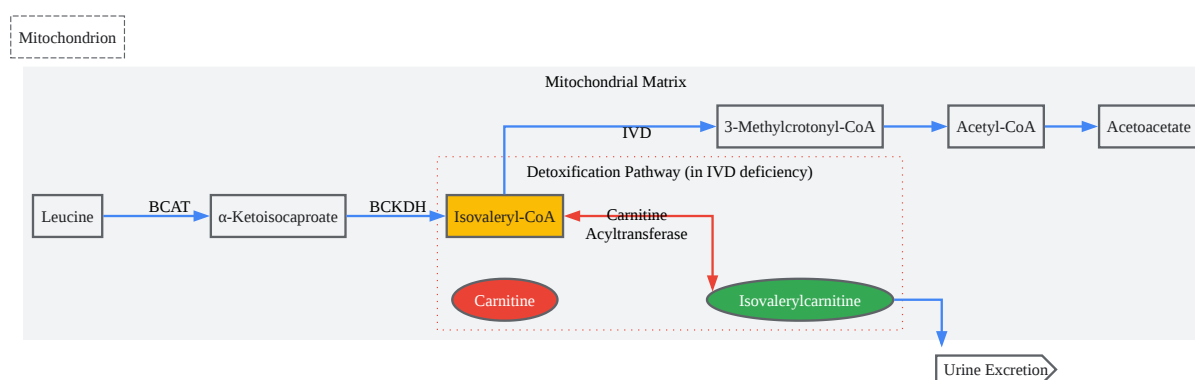 Mitochondrion
Mitochondrial Matrix
IVD
3-Methylcrotonyl-CoA
Acetyl-CoA
Acetoacetate
Detoxification Pathway (in IVD deficiency)
Leucine
BCAT
α-Ketoisocaproate
BCKDH
Isovaleryl-CoA
Carnitine
Acyltransferase
Carnitine
Isovalerylcarnitine
Urine Excretion